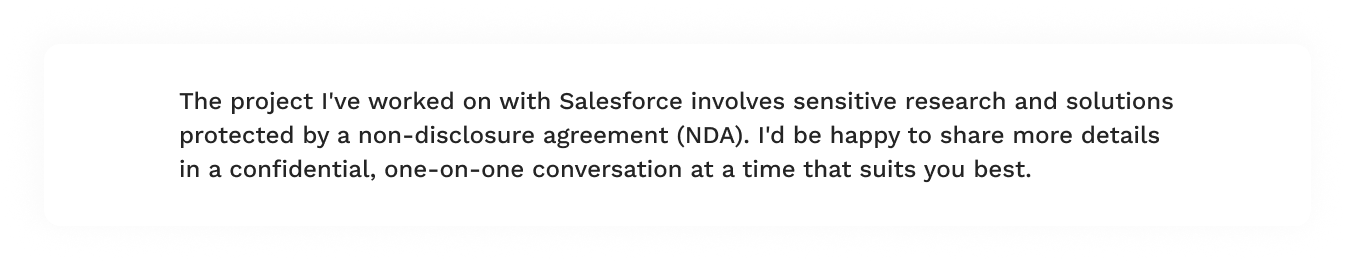 The project I've worked on with Salesforce involves sensitive research and solutions
protected by a non-disclosure agreement (NDA). I'd be happy to share more details
in a confidential, one-on-one conversation at a time that suits you best.